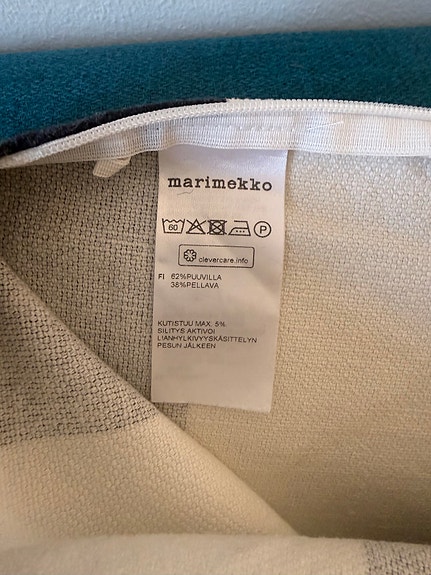 marimekko
60 P
clevercare.info
FI 62%PUUVILLA
38%PELLAVA
KUTISTUU MAX. 5%
SILITYS AKTIVOI
LIANHYLKIVYYSKÄSITTELYN
PESUN JÄLKEEN